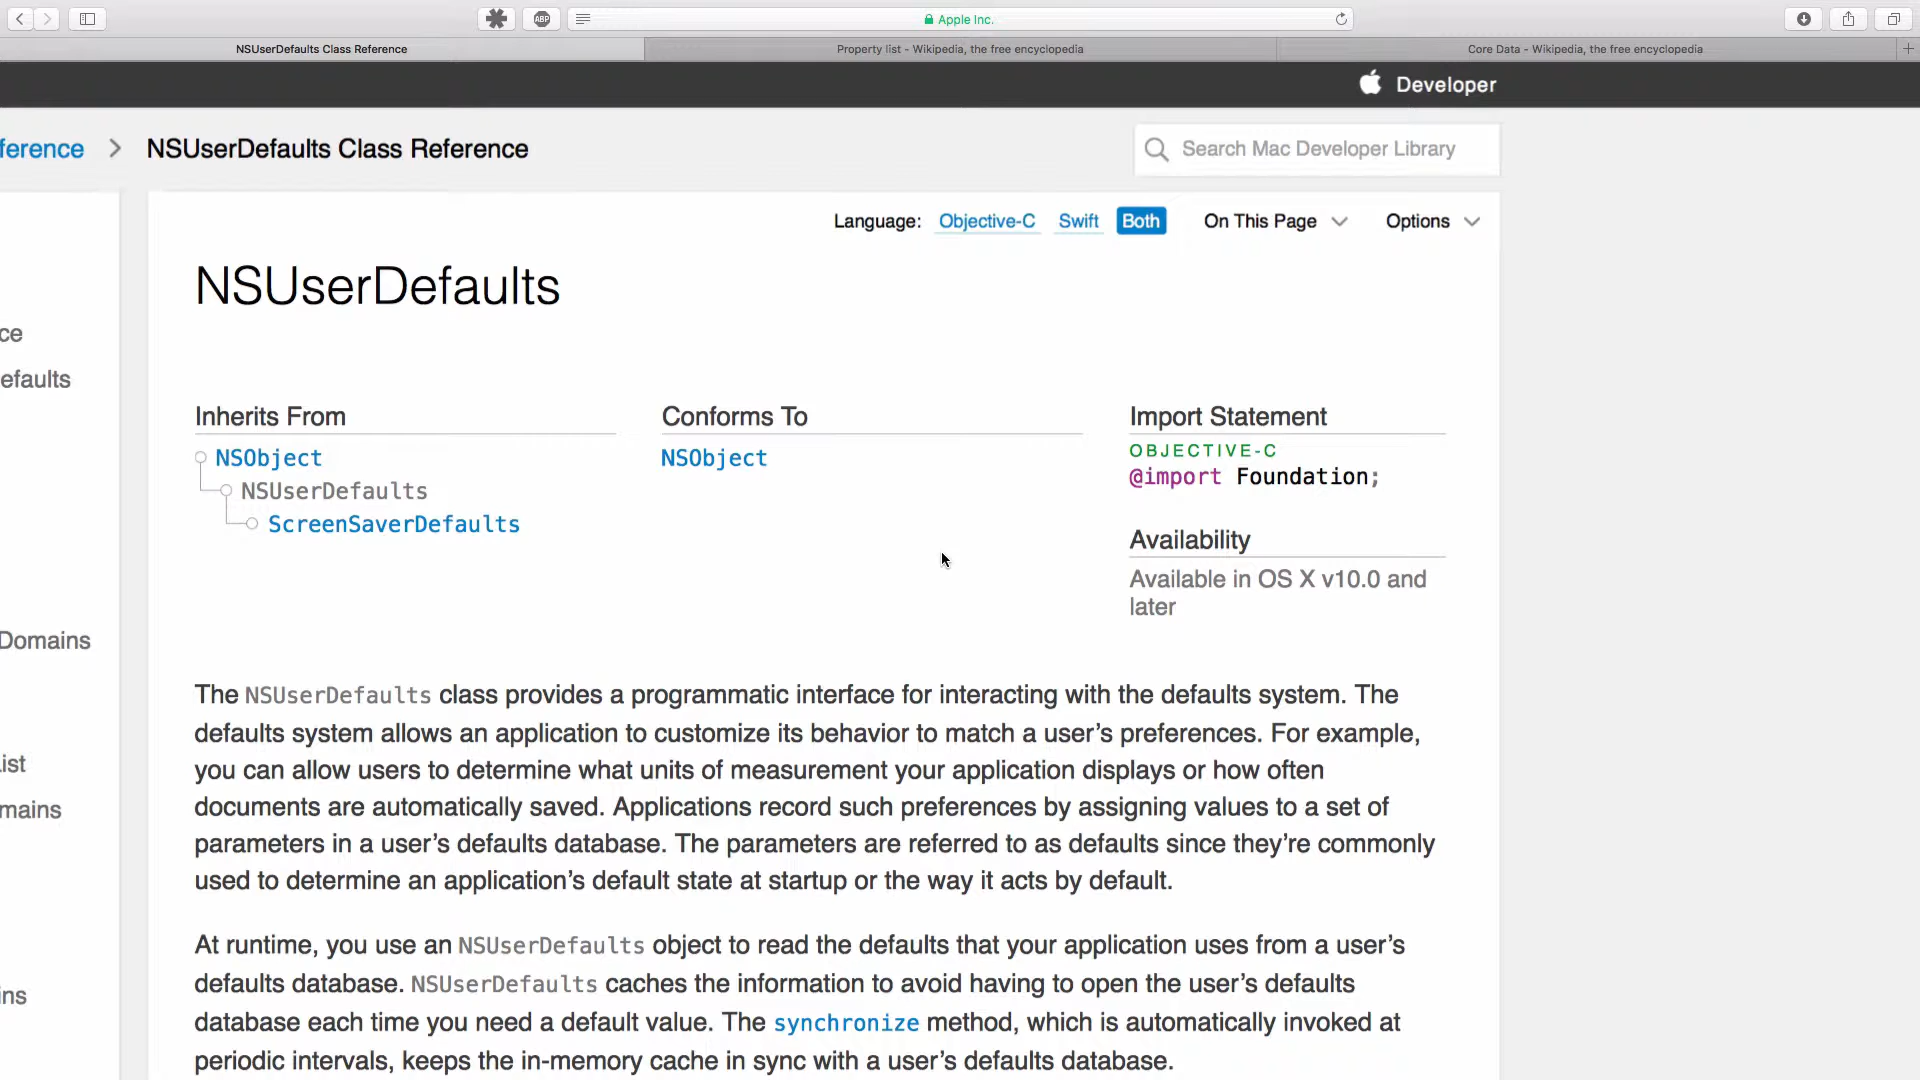 ABP
Apple Inc.
NSUserDefaults Class Reference
Property list - Wikipedia, the free encyclopedia
Core Data - Wikipedia, the free encyclopedia
Developer
ference
NSUserDefaults Class Reference
Search Mac Developer Library
Language: Objective-C Swift Both On This Page Options
NSUserDefaults
ce
efaults
Domains
ist
mains
ins
Inherits From
NSObject
NSUserDefaults
ScreenSaverDefaults
Conforms To
NSObject
Import Statement
OBJECTIVE-C
@import Foundation;
Availability
Available in OS X v10.0 and
later
The NSUserDefaults class provides a programmatic interface for interacting with the defaults system. The
defaults system allows an application to customize its behavior to match a user’s preferences. For example,
you can allow users to determine what units of measurement your application displays or how often
documents are automatically saved. Applications record such preferences by assigning values to a set of
parameters in a user’s defaults database. The parameters are referred to as defaults since they’re commonly
used to determine an application’s default state at startup or the way it acts by default.
At runtime, you use an NSUserDefaults object to read the defaults that your application uses from a user’s
defaults database. NSUserDefaults caches the information to avoid having to open the user’s defaults
database each time you need a default value. The synchronize method, which is automatically invoked at
periodic intervals, keeps the in-memory cache in sync with a user’s defaults database.